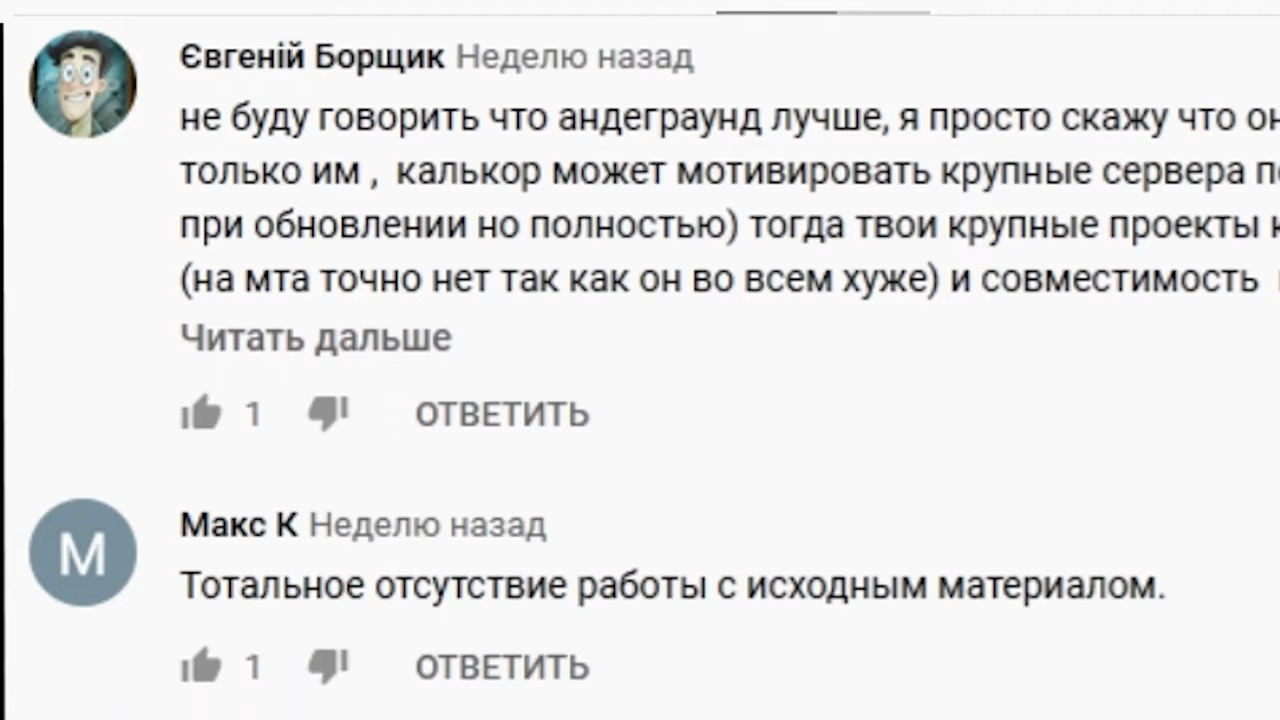 Євгеній Борщик Неделю назад
не буду говорить что андеграунд лучше, я просто скажу что
только им , калькор может мотивировать крупные сервера
при обновлении но полностью) тогда твои крупные проекты
(на мта точно нет так как он во всем хуже) и совместимость
Читать дальше
1 ОТВЕТИТЬ
М
Макс К Неделю назад
Тотальное отсутствие работы с исходным материалом.
1 ОТВЕТИТЬ